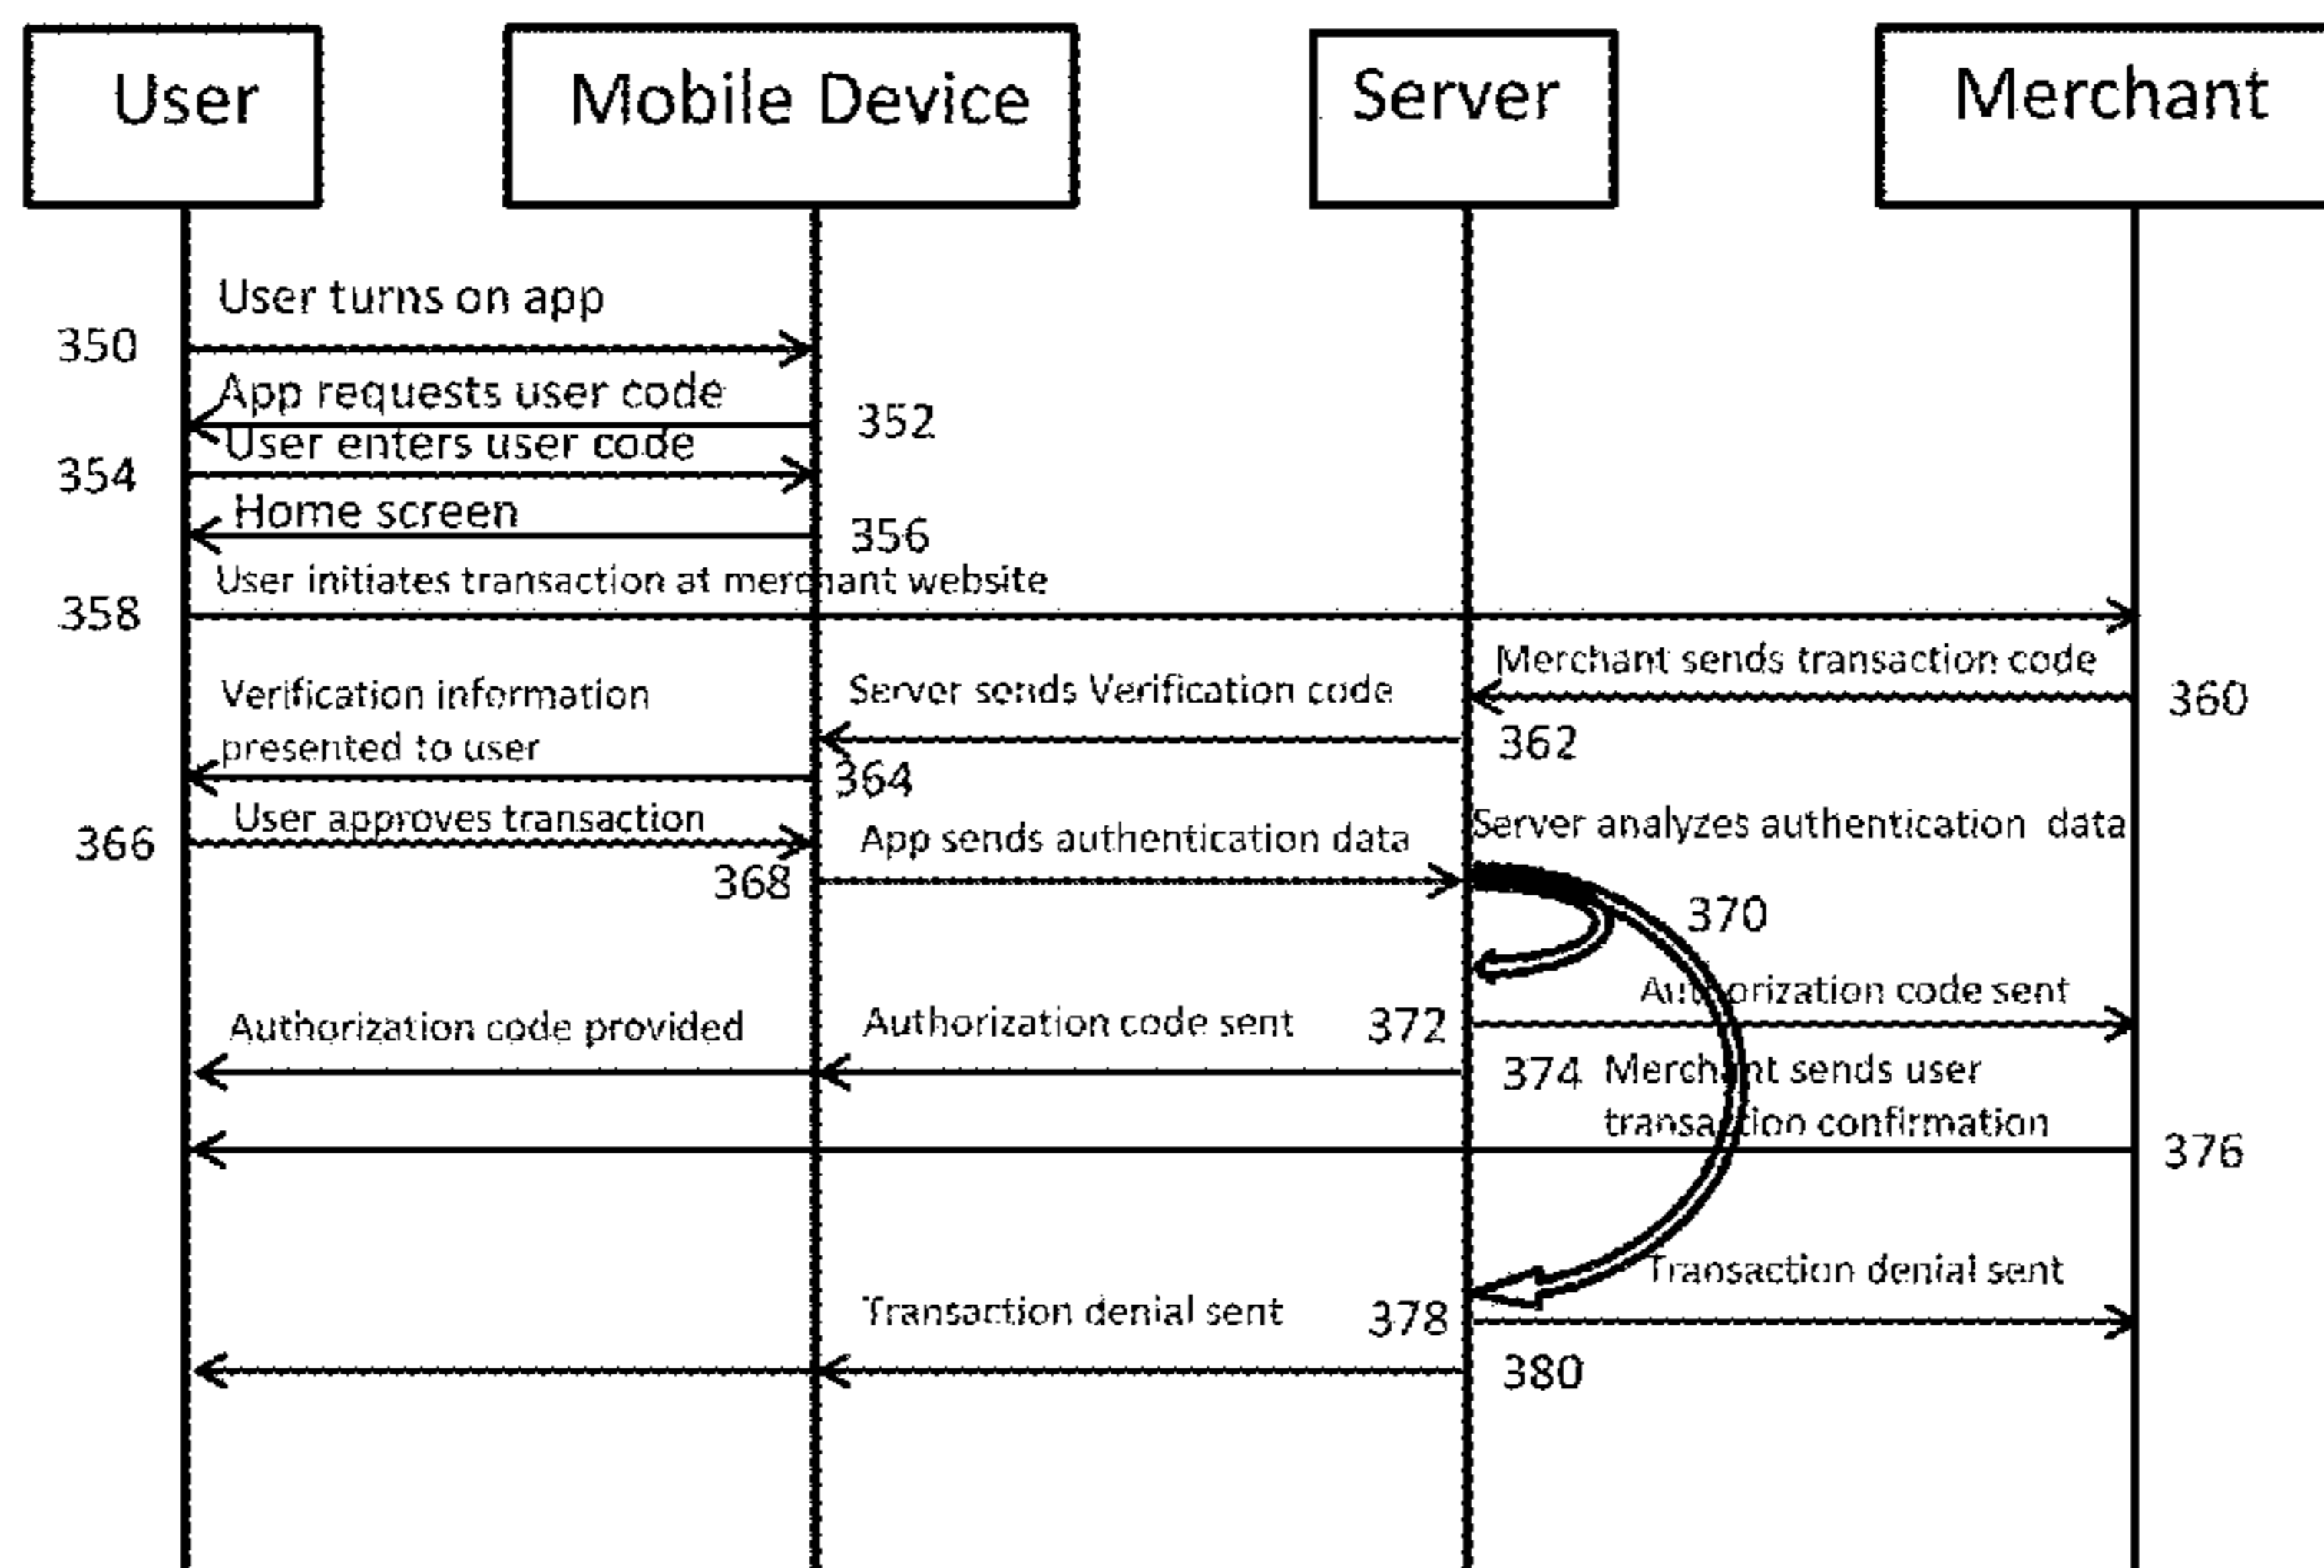 User
Mobile Device
Server
Merchant
User turns on app
350
App requests user code
352
User enters user code
354
Home screen
356
User initiates transaction at merchant website
358
Merchant sends transaction code
360
Server sends Verification code
362
Verification information
presented to user
364
User approves transaction
366
App sends authentication data
368
Server analyzes authentication data
370
Authorization code sent
372
Authorization code sent
374
Authorization code provided
Merchant sends user
transaction confirmation
376
Transaction denial sent
378
Transaction denial sent
380